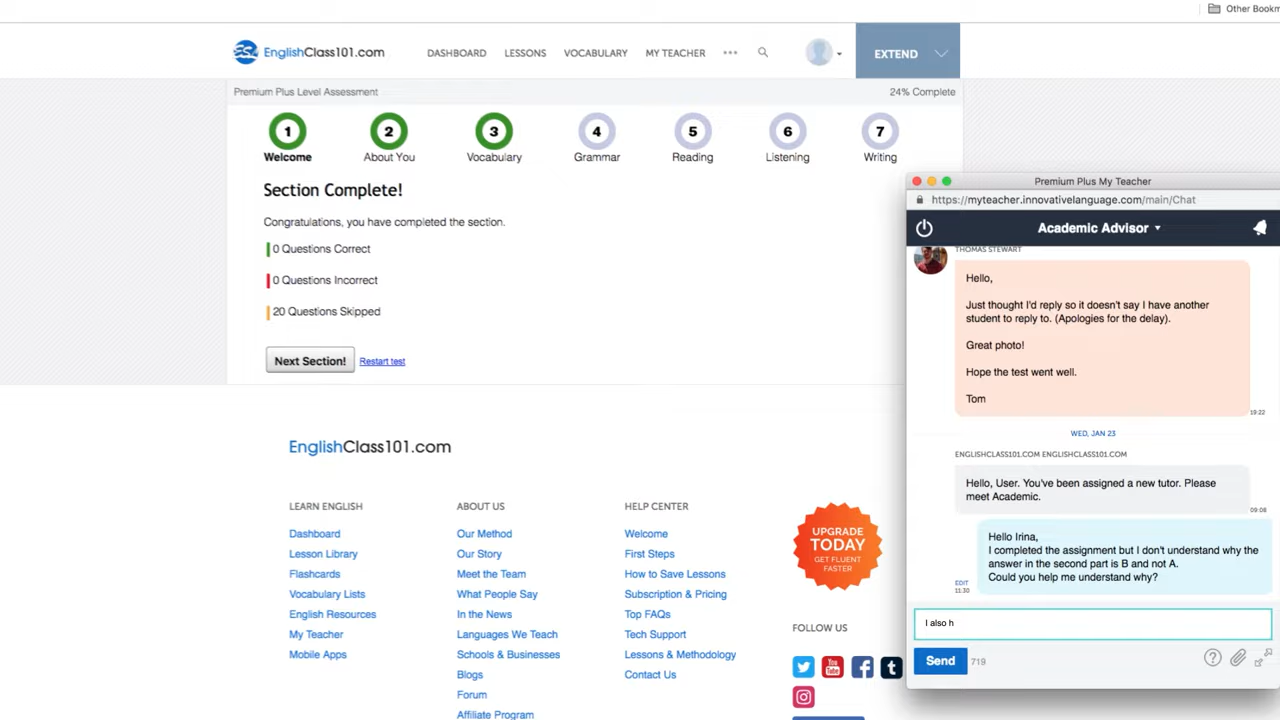 Other Bookm
EnglishClass101.com
DASHBOARD LESSONS VOCABULARY MY TEACHER •••
EXTEND
Premium Plus Level Assessment
24% Complete
1 2 3 4 5 6 7
Welcome About You Vocabulary Grammar Reading Listening Writing
Section Complete!
Congratulations, you have completed the section.
0 Questions Correct
0 Questions Incorrect
20 Questions Skipped
Next Section! Restart test
EnglishClass101.com
LEARN ENGLISH
Dashboard
Lesson Library
Flashcards
Vocabulary Lists
English Resources
My Teacher
Mobile Apps
ABOUT US
Our Method
Our Story
Meet the Team
What People Say
In the News
Languages We Teach
Schools & Businesses
Blogs
Forum
Affiliate Program
HELP CENTER
Welcome
First Steps
How to Save Lessons
Subscription & Pricing
Top FAQs
Tech Support
Lessons & Methodology
Contact Us
UPGRADE
TODAY
GET FLUENT
FASTER
FOLLOW US
You
Tube
Premium Plus My Teacher
https://myteacher.innovativelanguage.com/main/Chat
Academic Advisor
THOMAS STEWART
Hello,
Just thought I'd reply so it doesn't say I have another
student to reply to. (Apologies for the delay).
Great photo!
Hope the test went well.
Tom
19:22
WED, JAN 23
ENGLISHCLASS101.COM ENGLISHCLASS101.COM
Hello, User. You've been assigned a new tutor. Please
meet Academic.
09:08
Hello Irina,
I completed the assignment but I don't understand why the
answer in the second part is B and not A.
Could you help me understand why?
EDIT
11:30
I also h
Send 719